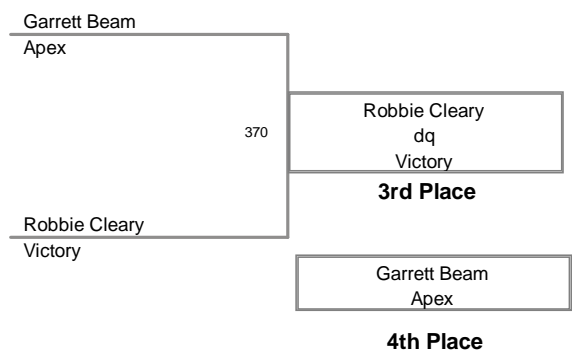 Garrett Beam
Apex
370
Robbie Cleary
dq
Victory
3rd Place
Robbie Cleary
Victory
Garrett Beam
Apex
4th Place